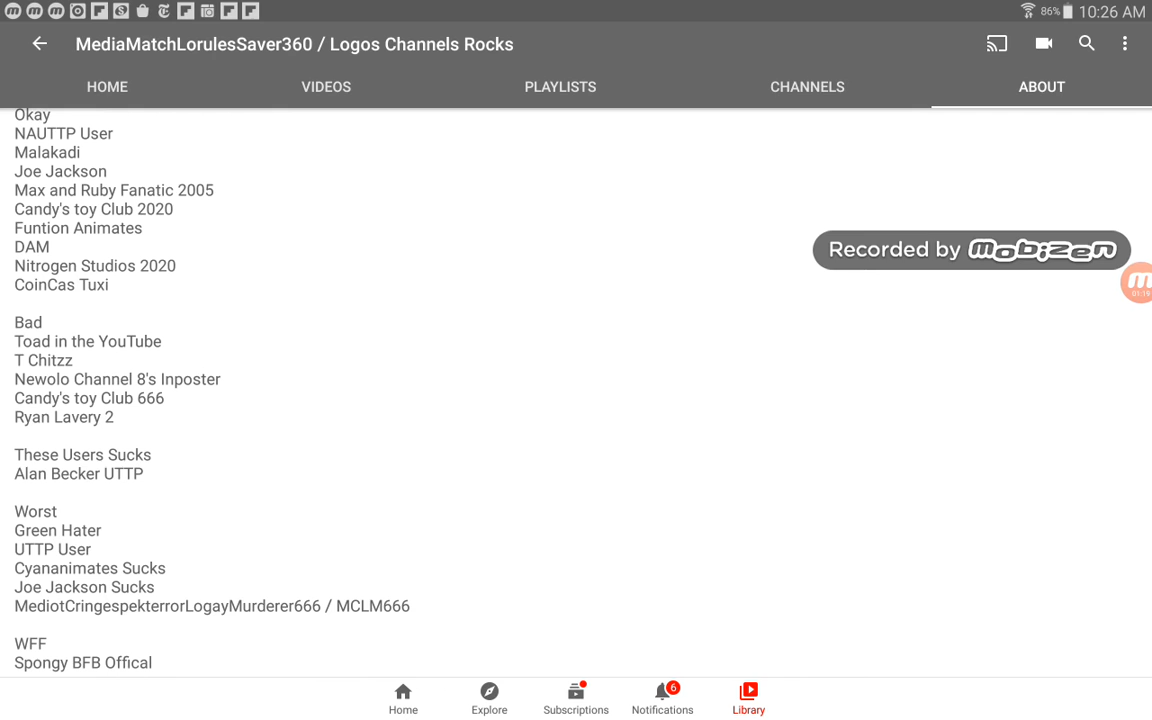 86% 10:26 AM
MediaMatchLorulesSaver360 / Logos Channels Rocks
HOME VIDEOS PLAYLISTS CHANNELS ABOUT
Okay
NAUTTP User
Malakadi
Joe Jackson
Max and Ruby Fanatic 2005
Candy's toy Club 2020
Funtion Animates
DAM
Nitrogen Studios 2020
CoinCas Tuxi
Recorded by mobizen
01:19
Bad
Toad in the YouTube
T Chitzz
Newolo Channel 8's Inposter
Candy's toy Club 666
Ryan Lavery 2
These Users Sucks
Alan Becker UTTP
Worst
Green Hater
UTTP User
Cyananimates Sucks
Joe Jackson Sucks
MediotCringespekterrorLogayMurderer666 / MCLM666
WFF
Spongy BFB Offical
6
Home Explore Subscriptions Notifications Library